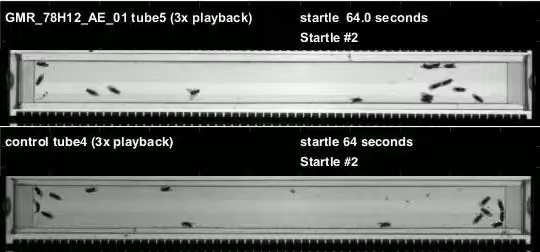 GMR_78H12_AE_01 tube5 (3x playback) startle 64.0 seconds
Startle #2
control tube4 (3x playback) startle 64 seconds
Startle #2